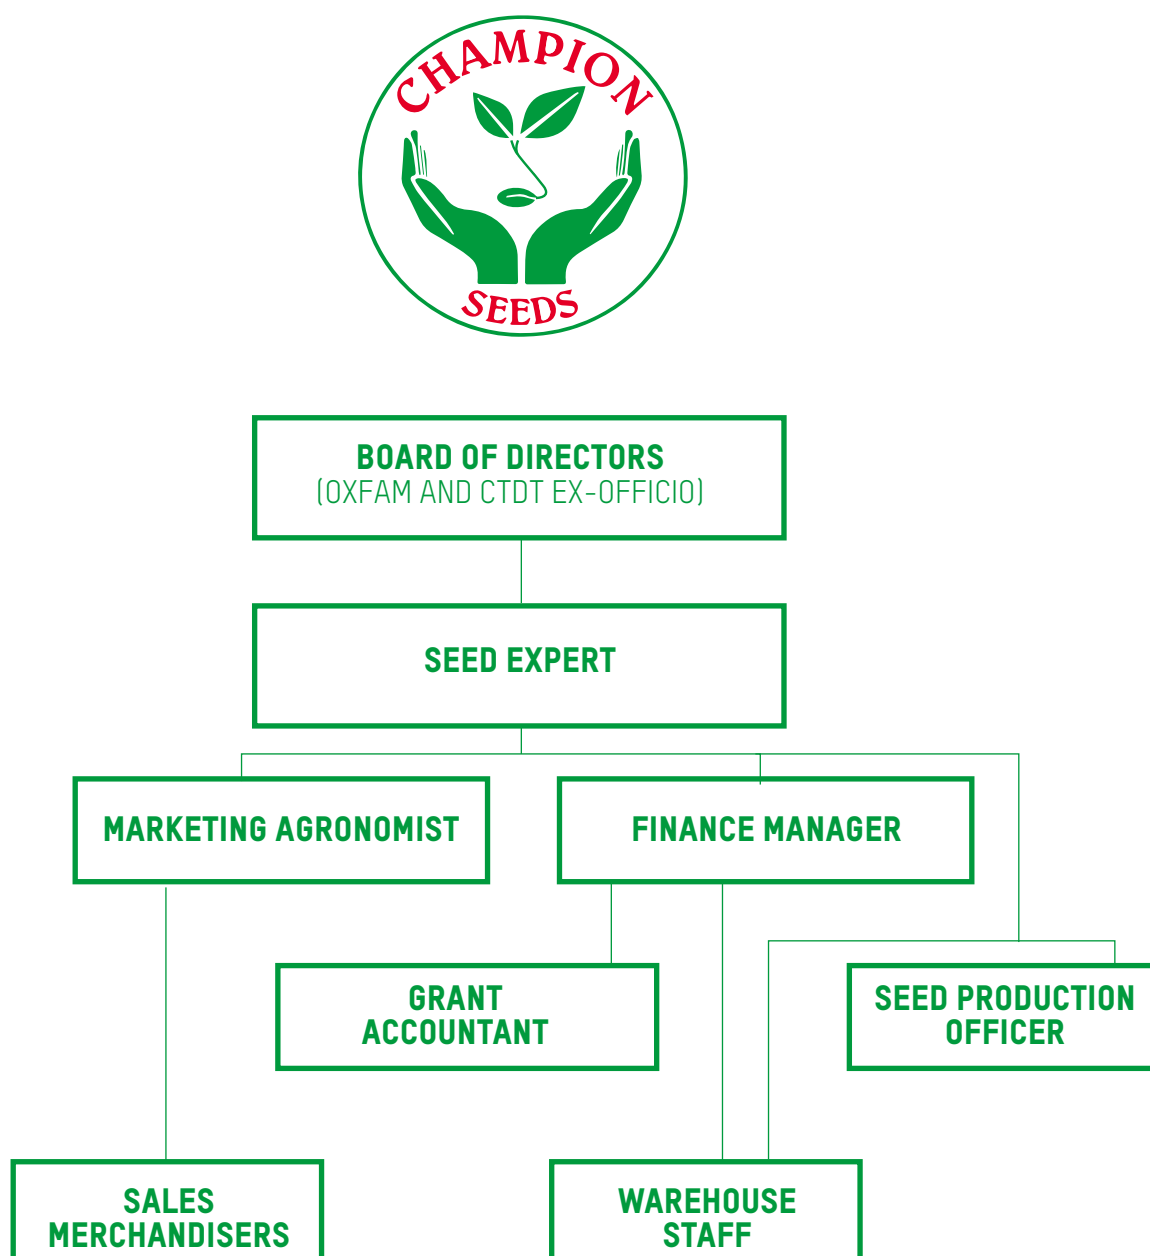 CHAMPION
SEEDS
BOARD OF DIRECTORS
(OXFAM AND CTDT EX-OFFICIO)
SEED EXPERT
MARKETING AGRONOMIST
FINANCE MANAGER
GRANT
ACCOUNTANT
SEED PRODUCTION
OFFICER
SALES
MERCHANDISERS
WAREHOUSE
STAFF